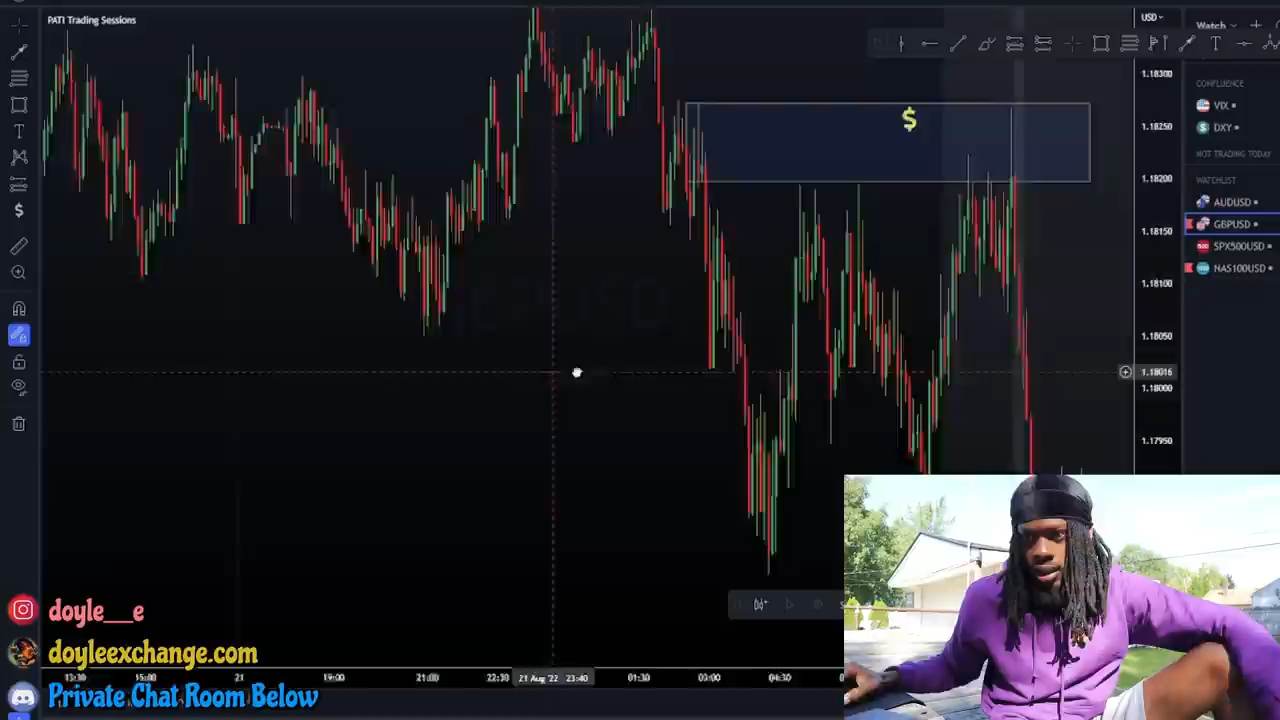 PATI Trading Sessions
USD
Watch
1.18300
1.18250
1.18200
1.18150
1.18100
1.18050
1.18016
1.18000
1.17950
CONFLUENCE
VIX
DXY
NOT TRADING TODAY
WATCHLIST
AUDUSD
GBPUSD
SPX500USD
NAS100USD
$
doyle__e
doyleexchange.com
Private Chat Room Below
13:30
15:00
21
19:00
21:00
22:30
21 Aug '22 23:40
01:30
03:00
04:30